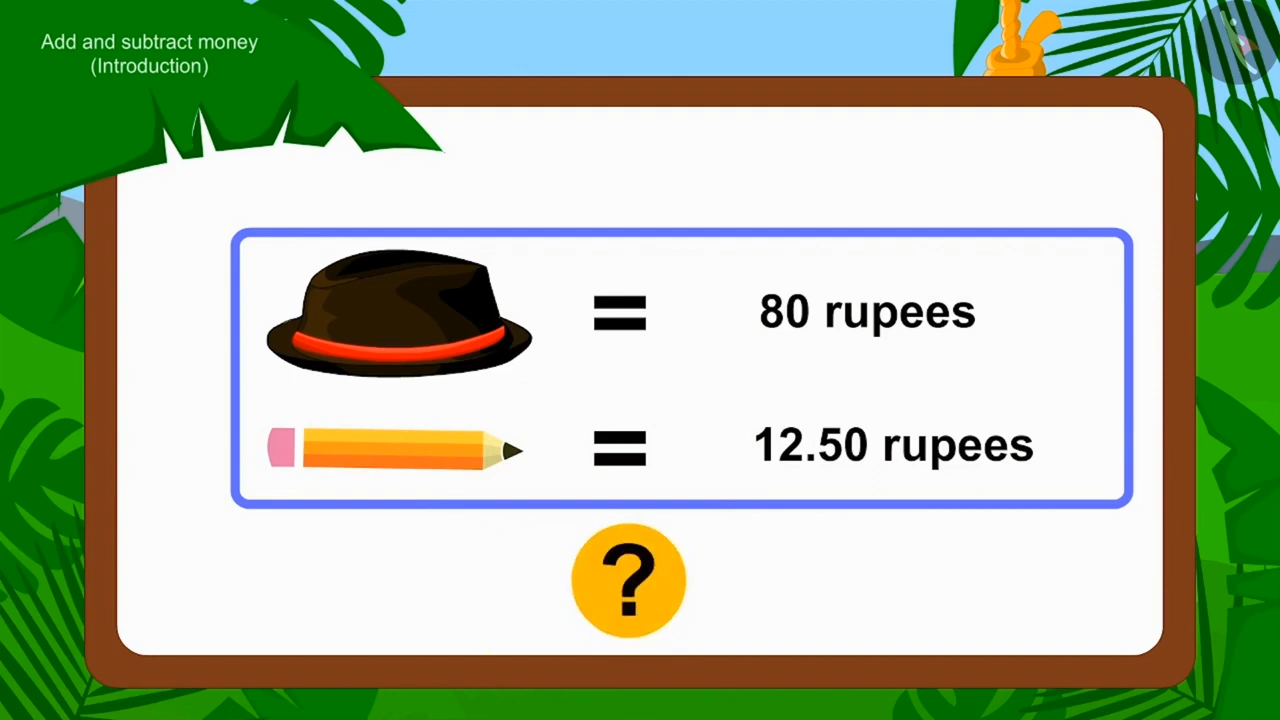 Add and subtract money
(Introduction)
= 80 rupees
= 12.50 rupees
?